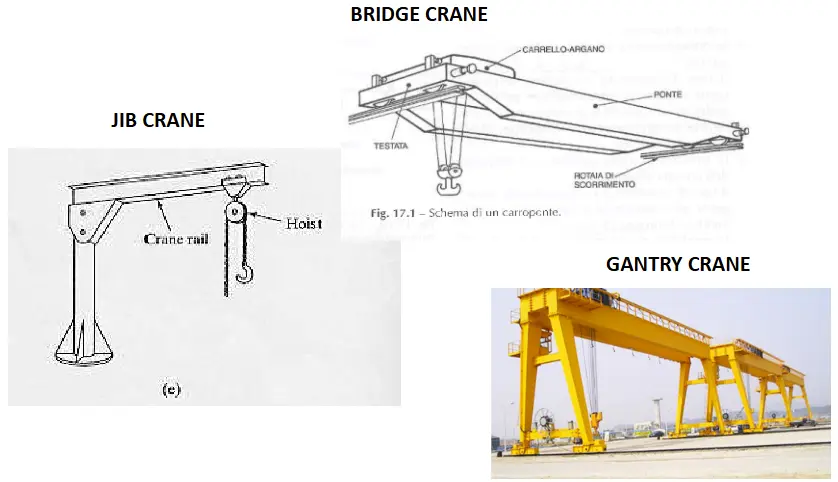 BRIDGE CRANE
CARRELLO-ARGANO
PONTE
TESTATA
ROTAIA DI
SCORRIMENTO
Fig. 17.1 – Schema di un carroponte.
JIB CRANE
Crane rail
Hoist
(e)
GANTRY CRANE